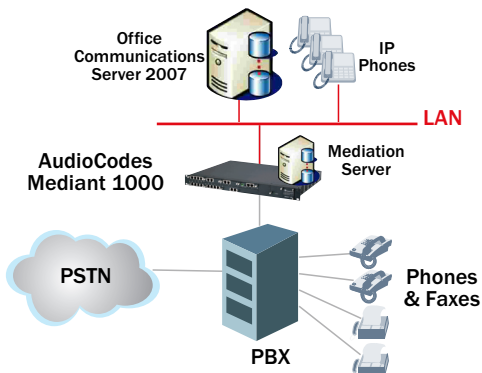 Office
Communications
Server 2007
IP
Phones
LAN
AudioCodes
Mediant 1000
Mediation
Server
PSTN
Phones
& Faxes
PBX